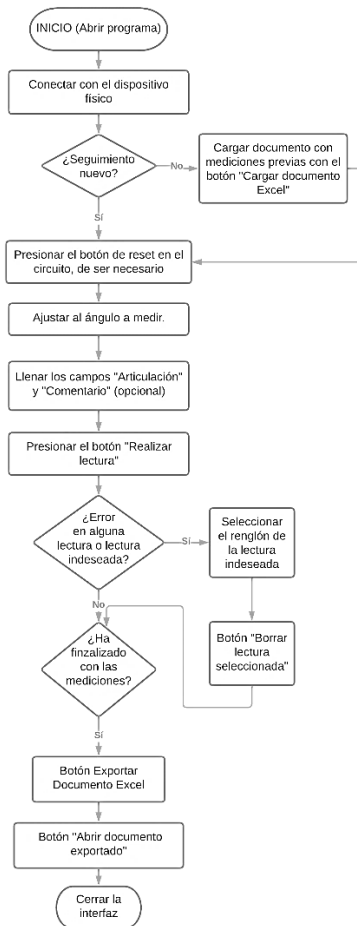 INICIO (Abrir programa)
Conectar con el dispositivo
físico
¿Seguimiento
nuevo?
No
Cargar documento con
mediciones previas con el
botón "Cargar documento
Excel"
Sí
Presionar el botón de reset en el
circuito, de ser necesario
Ajustar al ángulo a medir.
Llenar los campos "Articulación"
y "Comentario" (opcional)
Presionar el botón "Realizar
lectura"
¿Error
en alguna
lectura o lectura
indeseada?
Sí
Seleccionar
el renglón de
la lectura
indeseada
No
Botón "Borrar
lectura
seleccionada"
¿Ha
finzalizado
con las
mediciones?
Sí
Botón Exportar
Documento Excel
Botón "Abrir documento
exportado"
Cerrar la
interfaz